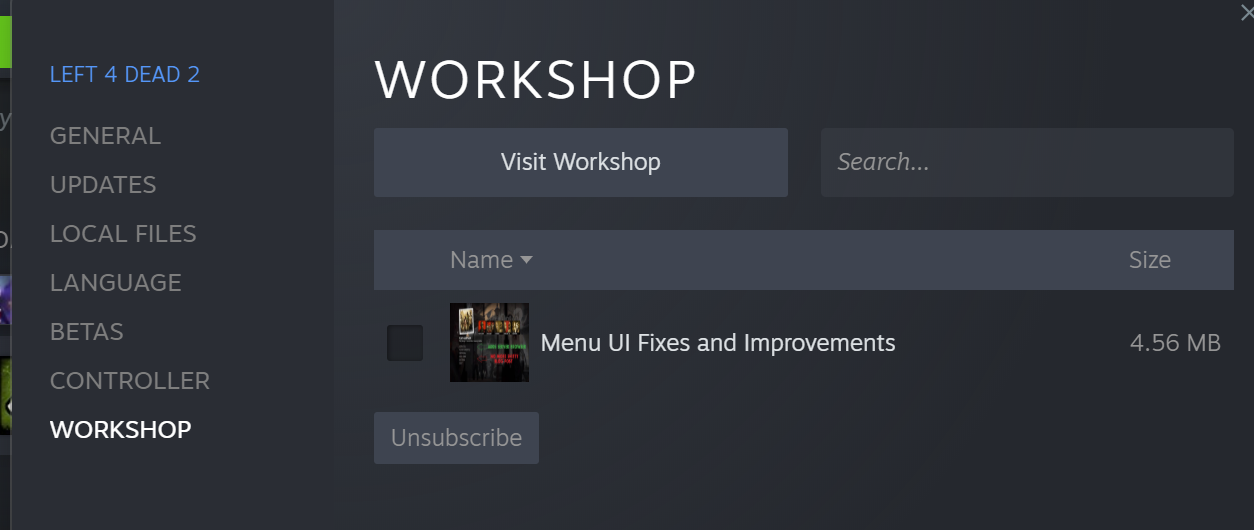 LEFT 4 DEAD 2
GENERAL
UPDATES
LOCAL FILES
LANGUAGE
BETAS
CONTROLLER
WORKSHOP
WORKSHOP
Visit Workshop
Search...
Name
Size
Menu UI Fixes and Improvements
4.56 MB
Unsubscribe